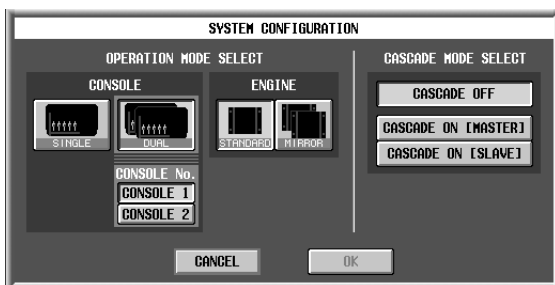 SYSTEM CONFIGURATION
OPERATION MODE SELECT
CONSOLE
ENGINE
SINGLE
DUAL
STANDARD
MIRROR
CONSOLE No.
CONSOLE 1
CONSOLE 2
CASCADE MODE SELECT
CASCADE OFF
CASCADE ON [MASTER]
CASCADE ON [SLAVE]
CANCEL
OK